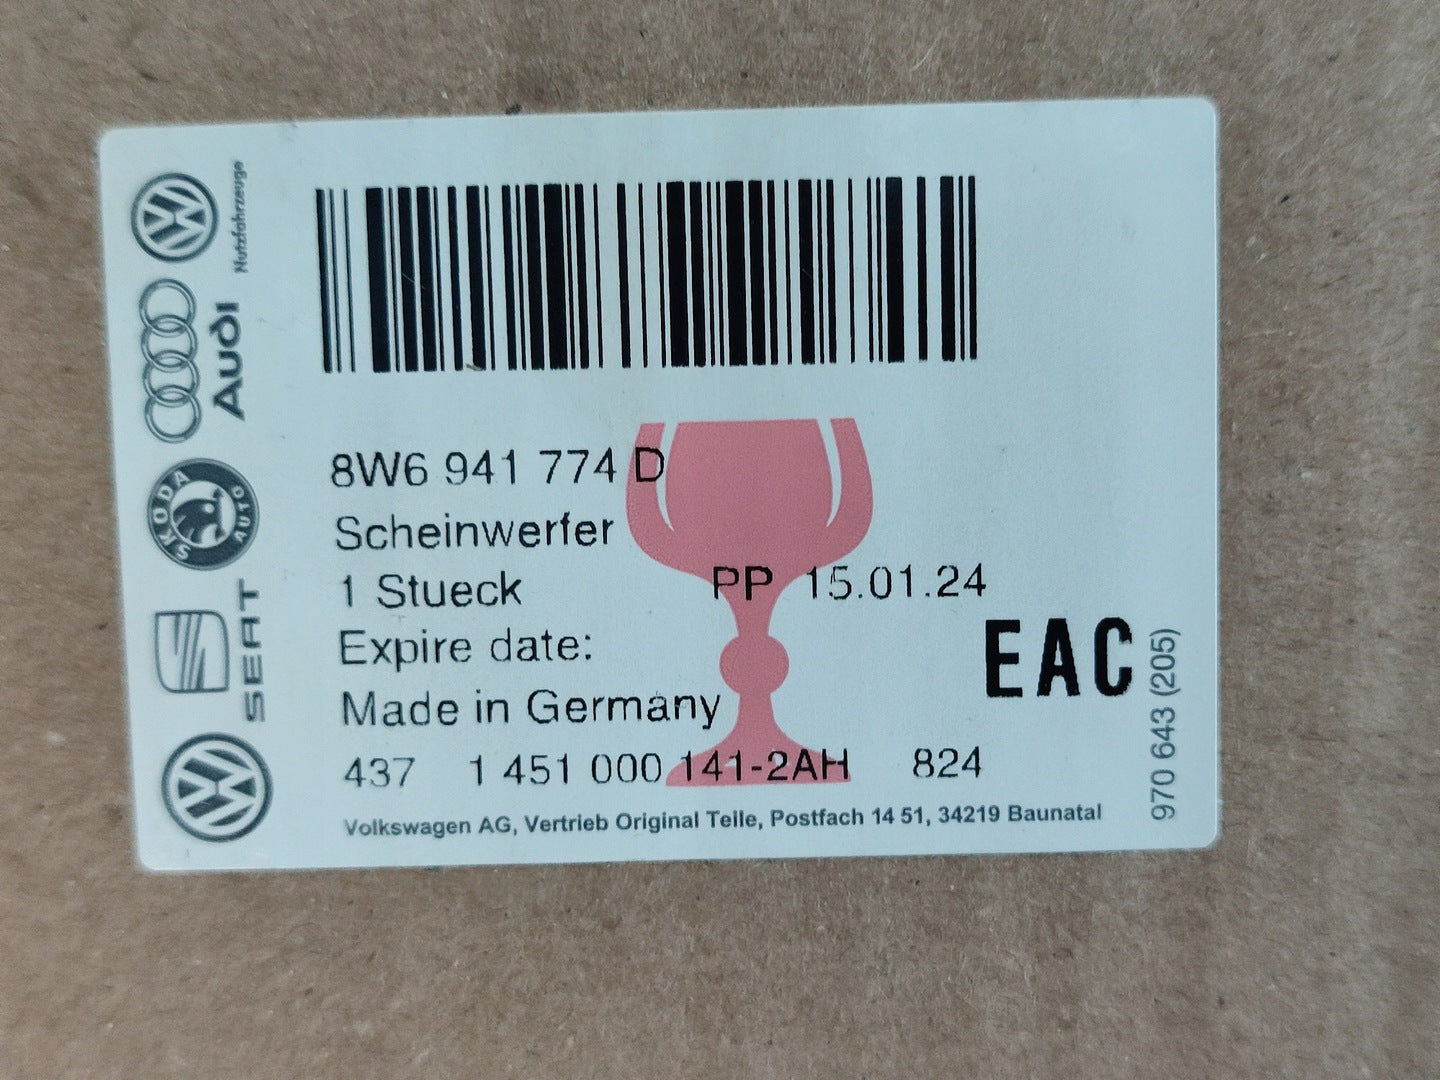 Nutzfahrzeuge
Audi
ŠKODA
AUTO
SEAT
8W6 941 774 D
Scheinwerfer
1 Stueck PP 15.01.24
Expire date:
EAC
Made in Germany
437 1 451 000 141-2AH 824
Volkswagen AG, Vertrieb Original Teile, Postfach 14 51, 34219 Baunatal
970 643 (205)